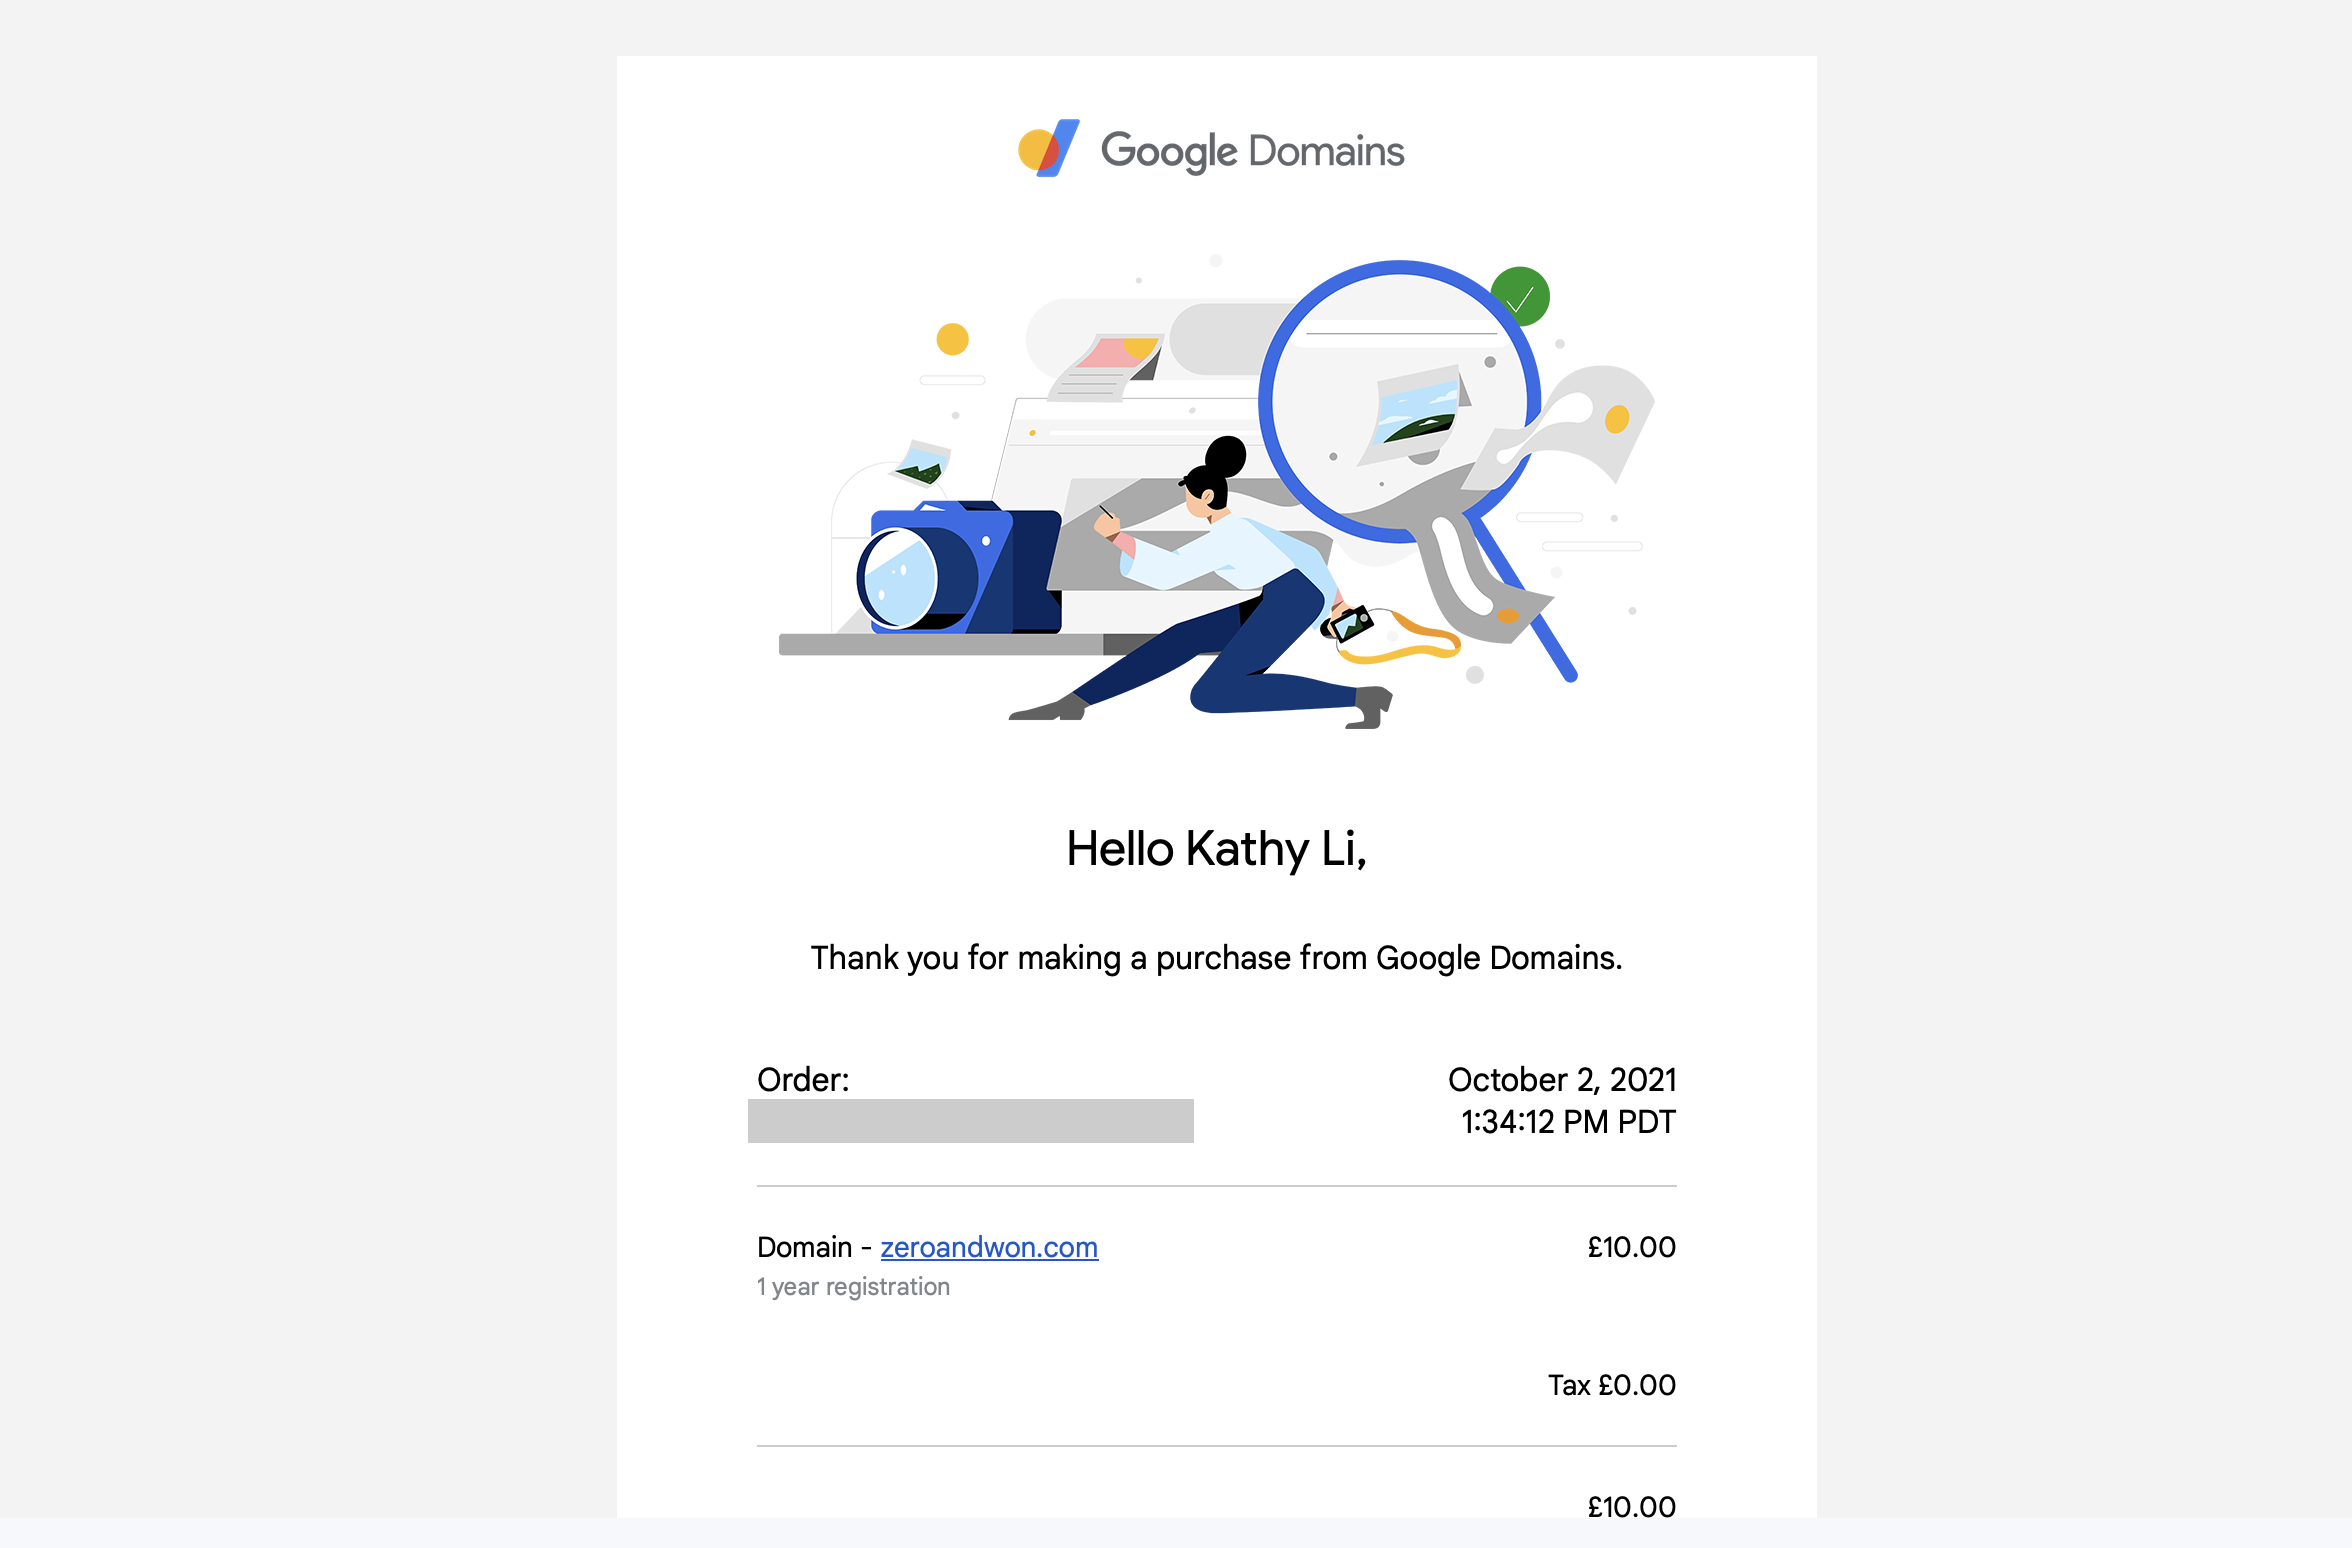 Google Domains
Hello Kathy Li,
Thank you for making a purchase from Google Domains.
Order:
October 2, 2021
1:34:12 PM PDT
Domain - zeroandwon.com
£10.00
1 year registration
Tax £0.00
£10.00